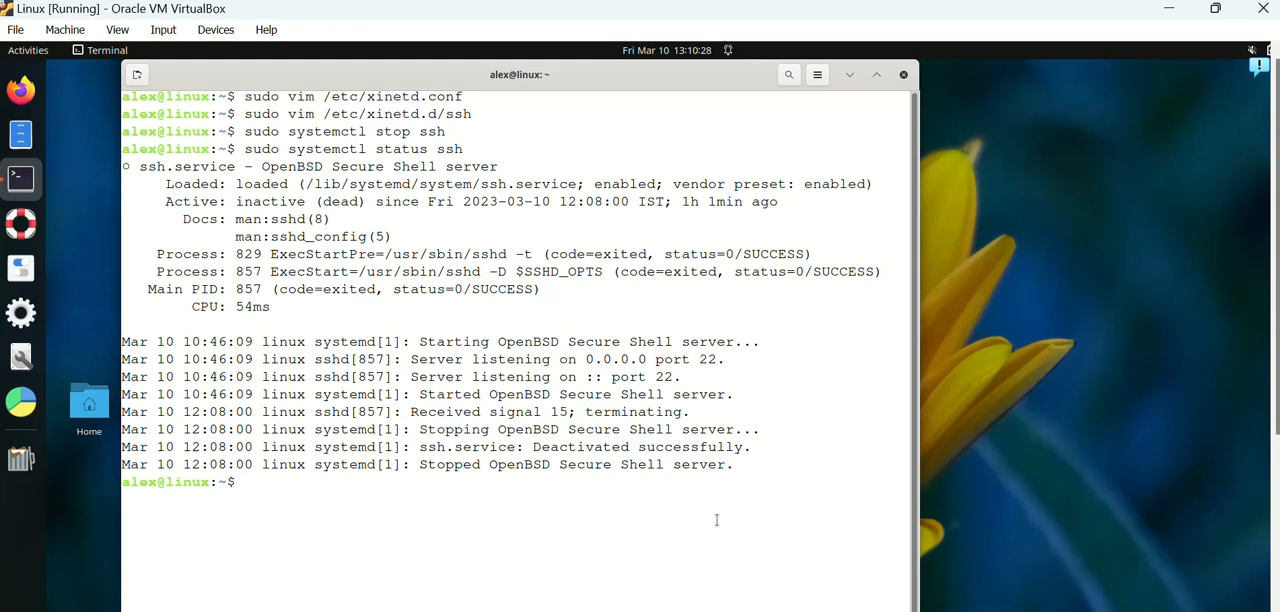 Linux [Running] - Oracle VM VirtualBox
File Machine View Input Devices Help
Activities Terminal Fri Mar 10 13:10:28
alex@linux: ~
alex@linux:~$ sudo vim /etc/xinetd.conf
alex@linux:~$ sudo vim /etc/xinetd.d/ssh
alex@linux:~$ sudo systemctl stop ssh
alex@linux:~$ sudo systemctl status ssh
○ ssh.service - OpenBSD Secure Shell server
Loaded: loaded (/lib/systemd/system/ssh.service; enabled; vendor preset: enabled)
Active: inactive (dead) since Fri 2023-03-10 12:08:00 IST; 1h 1min ago
Docs: man:sshd(8)
man:sshd_config(5)
Process: 829 ExecStartPre=/usr/sbin/sshd -t (code=exited, status=0/SUCCESS)
Process: 857 ExecStart=/usr/sbin/sshd -D $SSHD_OPTS (code=exited, status=0/SUCCESS)
Main PID: 857 (code=exited, status=0/SUCCESS)
CPU: 54ms
Mar 10 10:46:09 linux systemd[1]: Starting OpenBSD Secure Shell server...
Mar 10 10:46:09 linux sshd[857]: Server listening on 0.0.0.0 port 22.
Mar 10 10:46:09 linux sshd[857]: Server listening on :: port 22.
Mar 10 10:46:09 linux systemd[1]: Started OpenBSD Secure Shell server.
Mar 10 12:08:00 linux sshd[857]: Received signal 15; terminating.
Mar 10 12:08:00 linux systemd[1]: Stopping OpenBSD Secure Shell server...
Mar 10 12:08:00 linux systemd[1]: ssh.service: Deactivated successfully.
Mar 10 12:08:00 linux systemd[1]: Stopped OpenBSD Secure Shell server.
alex@linux:~$
Home